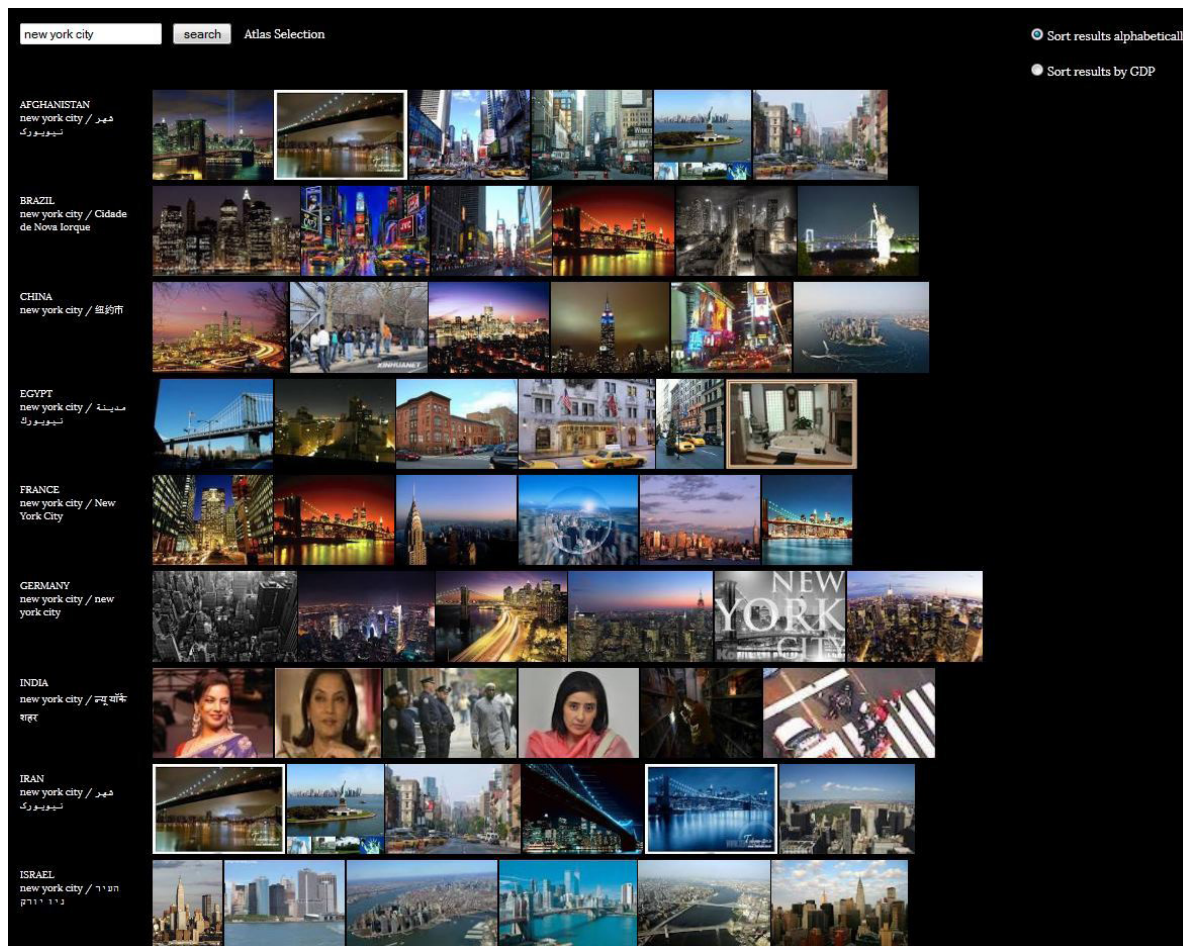 new york city
search
Atlas Selection
Sort results alphabeticall
Sort results by GDP
AFGHANISTAN
new york city / شهر
نیویورک
BRAZIL
new york city / Cidade
de Nova Iorque
CHINA
new york city / 纽约市
XINHUANET
EGYPT
new york city / مدينة
نيويورك
FRANCE
new york city / New
York City
GERMANY
new york city / new
york city
NEW
YORK
CITY
INDIA
new york city / न्यू यॉर्क
शहर
IRAN
new york city / شهر
نیویورک
ISRAEL
new york city / העיר
ניו יורק